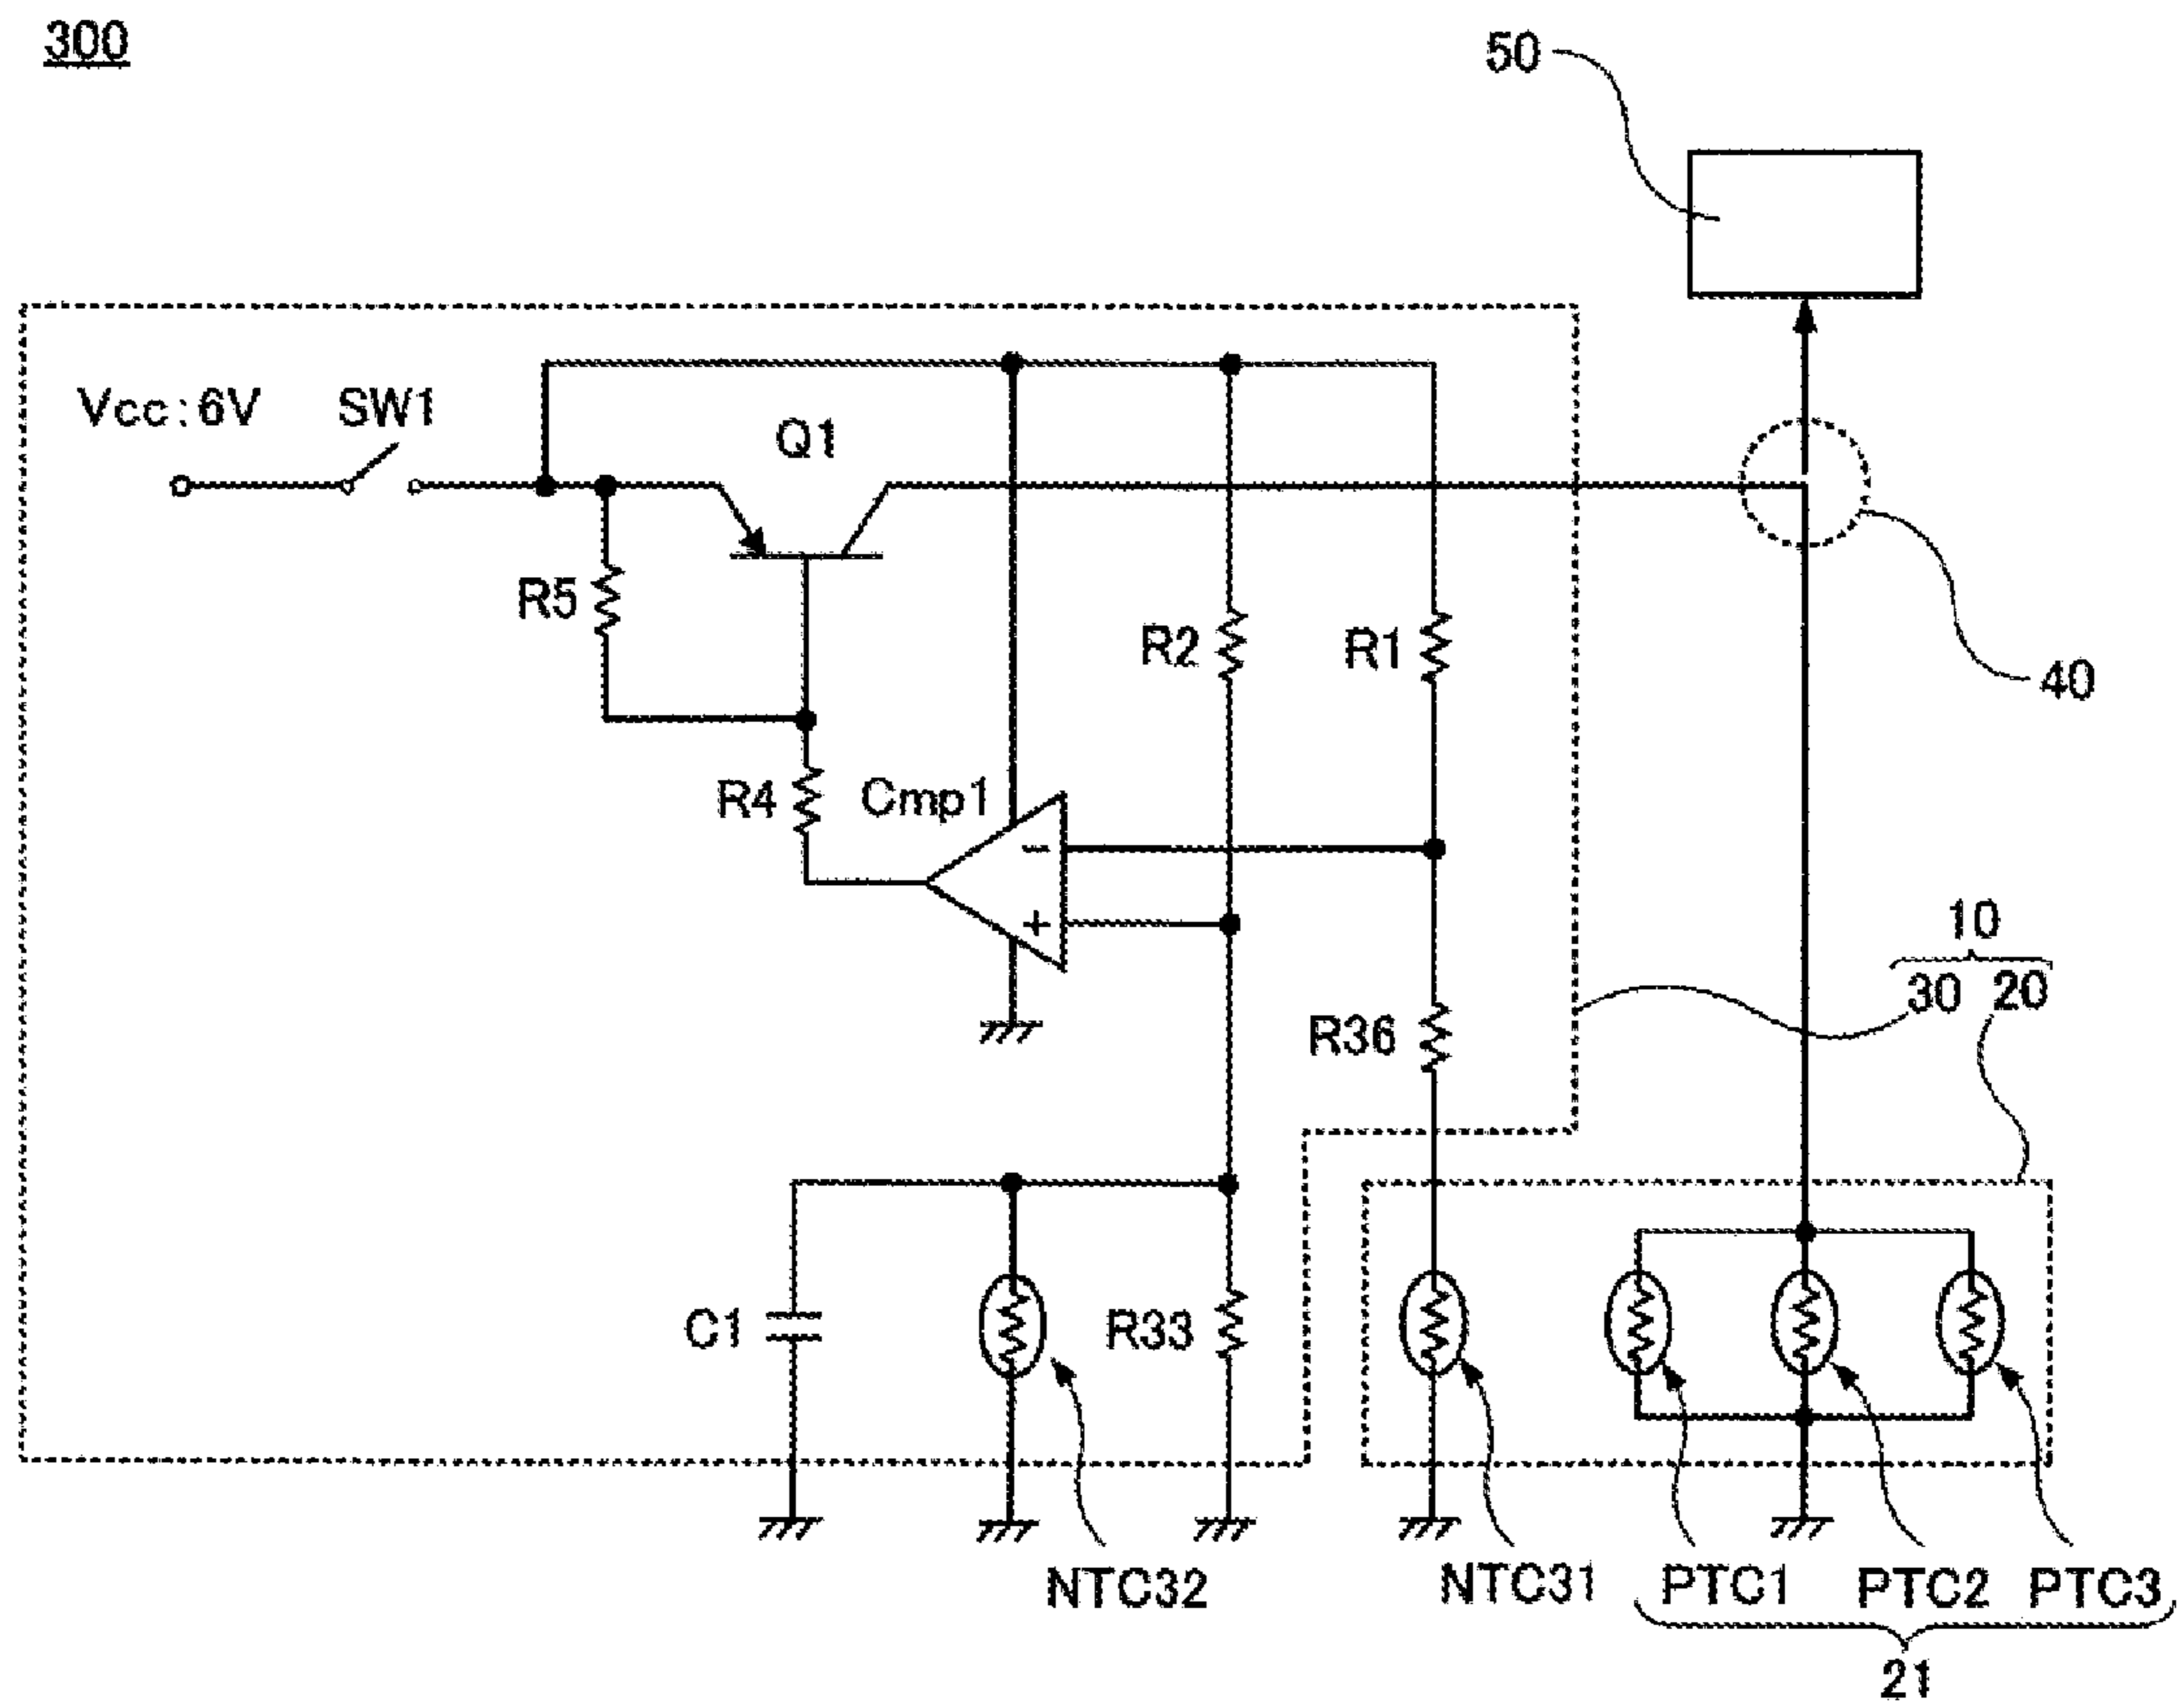 300
50
Vcc:6V SW1
Q1
R5
R2
R1
40
R4
Cmp1
-
+
10
30 20
R36
C1
R33
NTC32
NTC31
PTC1
PTC2
PTC3
21